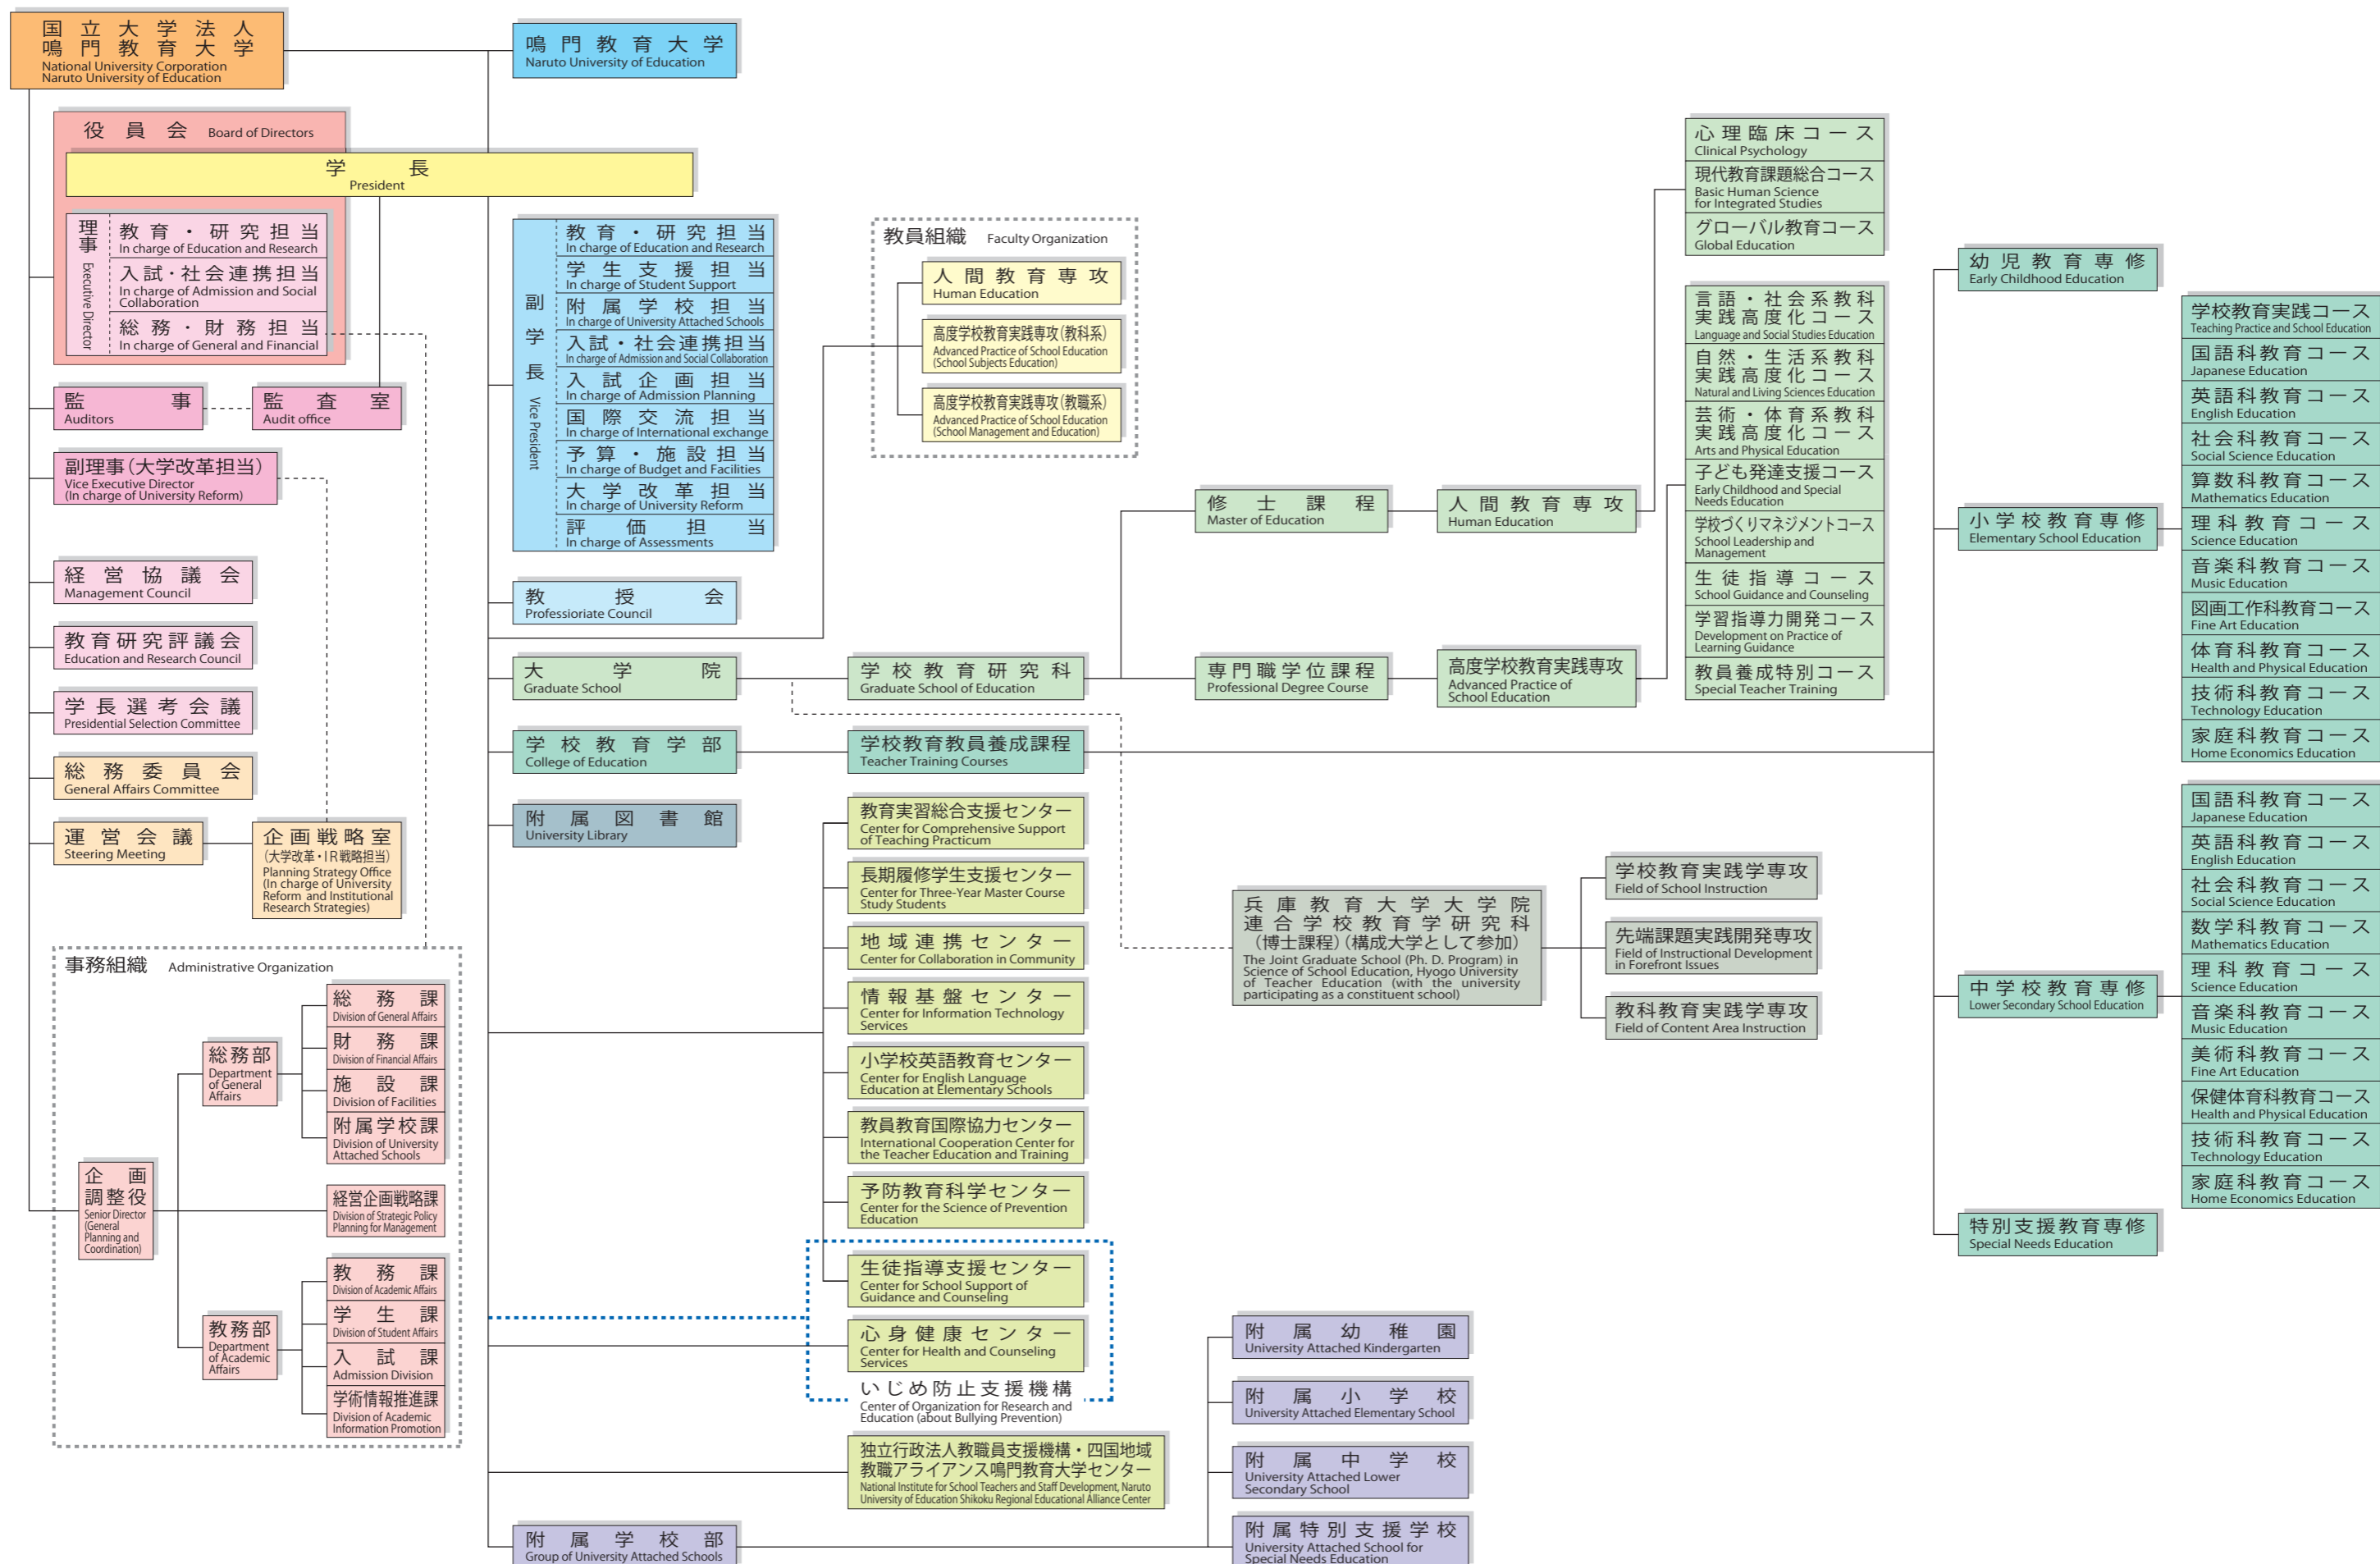 国立大学法人
鳴門教育大学
National University Corporation
Naruto University of Education
鳴門教育大学
Naruto University of Education
役員会 Board of Directors
学長
President
理事 Executive Director
教育・研究担当
In charge of Education and Research
入試・社会連携担当
In charge of Admission and Social
Collaboration
総務・財務担当
In charge of General and Financial
監事
Auditors
監査室
Audit office
副理事(大学改革担当)
Vice Executive Director
(In charge of University Reform)
経営協議会
Management Council
教育研究評議会
Education and Research Council
学長選考会議
Presidential Selection Committee
総務委員会
General Affairs Committee
運営会議
Steering Meeting
企画戦略室
(大学改革・IR戦略担当)
Planning Strategy Office
(In charge of University
Reform and Institutional
Research Strategies)
事務組織 Administrative Organization
企画
調整役
Senior Director
(General
Planning and
Coordination)
総務部
Department
of General
Affairs
総務課
Division of General Affairs
財務課
Division of Financial Affairs
施設課
Division of Facilities
附属学校課
Division of University
Attached Schools
経営企画戦略課
Division of Strategic Policy
Planning for Management
教務部
Department
of Academic
Affairs
教務課
Division of Academic Affairs
学生課
Division of Student Affairs
入試課
Admission Division
学術情報推進課
Division of Academic
Information Promotion
副学長 Vice President
教育・研究担当
In charge of Education and Research
学生支援担当
In charge of Student Support
附属学校担当
In charge of University Attached Schools
入試・社会連携担当
In charge of Admission and Social Collaboration
入試企画担当
In charge of Admission Planning
国際交流担当
In charge of International exchange
予算・施設担当
In charge of Budget and Facilities
大学改革担当
In charge of University Reform
評価担当
In charge of Assessments
教授会
Professioriate Council
大学院
Graduate School
学校教育学部
College of Education
附属図書館
University Library
教員組織 Faculty Organization
人間教育専攻
Human Education
高度学校教育実践専攻(教科系)
Advanced Practice of School Education
(School Subjects Education)
高度学校教育実践専攻(教職系)
Advanced Practice of School Education
(School Management and Education)
学校教育研究科
Graduate School of Education
学校教育教員養成課程
Teacher Training Courses
教育実習総合支援センター
Center for Comprehensive Support
of Teaching Practicum
長期履修学生支援センター
Center for Three-Year Master Course
Study Students
地域連携センター
Center for Collaboration in Community
情報基盤センター
Center for Information Technology
Services
小学校英語教育センター
Center for English Language
Education at Elementary Schools
教員教育国際協力センター
International Cooperation Center for
the Teacher Education and Training
予防教育科学センター
Center for the Science of Prevention
Education
生徒指導支援センター
Center for School Support of
Guidance and Counseling
心身健康センター
Center for Health and Counseling
Services
いじめ防止支援機構
Center of Organization for Research and
Education (about Bullying Prevention)
独立行政法人教職員支援機構・四国地域
教職アライアンス鳴門教育大学センター
National Institute for School Teachers and Staff Development, Naruto
University of Education Shikoku Regional Educational Alliance Center
附属学校部
Group of University Attached Schools
修士課程
Master of Education
人間教育専攻
Human Education
専門職学位課程
Professional Degree Course
高度学校教育実践専攻
Advanced Practice of
School Education
心理臨床コース
Clinical Psychology
現代教育課題総合コース
Basic Human Science
for Integrated Studies
グローバル教育コース
Global Education
言語・社会系教科
実践高度化コース
Language and Social Studies Education
自然・生活系教科
実践高度化コース
Natural and Living Sciences Education
芸術・体育系教科
実践高度化コース
Arts and Physical Education
子ども発達支援コース
Early Childhood and Special
Needs Education
学校づくりマネジメントコース
School Leadership and
Management
生徒指導コース
School Guidance and Counseling
学習指導力開発コース
Development on Practice of
Learning Guidance
教員養成特別コース
Special Teacher Training
兵庫教育大学大学院
連合学校教育学研究科
(博士課程)(構成大学として参加)
The Joint Graduate School (Ph. D. Program) in
Science of School Education, Hyogo University
of Teacher Education (with the university
participating as a constituent school)
学校教育実践学専攻
Field of School Instruction
先端課題実践開発専攻
Field of Instructional Development
in Forefront Issues
教科教育実践学専攻
Field of Content Area Instruction
附属幼稚園
University Attached Kindergarten
附属小学校
University Attached Elementary School
附属中学校
University Attached Lower
Secondary School
附属特別支援学校
University Attached School for
Special Needs Education
幼児教育専修
Early Childhood Education
小学校教育専修
Elementary School Education
中学校教育専修
Lower Secondary School Education
特別支援教育専修
Special Needs Education
学校教育実践コース
Teaching Practice and School Education
国語科教育コース
Japanese Education
英語科教育コース
English Education
社会科教育コース
Social Science Education
算数科教育コース
Mathematics Education
理科教育コース
Science Education
音楽科教育コース
Music Education
図画工作科教育コース
Fine Art Education
体育科教育コース
Health and Physical Education
技術科教育コース
Technology Education
家庭科教育コース
Home Economics Education
国語科教育コース
Japanese Education
英語科教育コース
English Education
社会科教育コース
Social Science Education
数学科教育コース
Mathematics Education
理科教育コース
Science Education
音楽科教育コース
Music Education
美術科教育コース
Fine Art Education
保健体育科教育コース
Health and Physical Education
技術科教育コース
Technology Education
家庭科教育コース
Home Economics Education